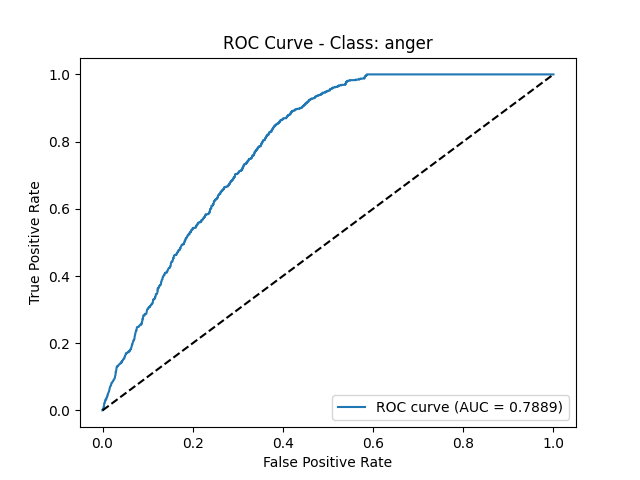 ROC Curve - Class: anger
True Positive Rate
1.0
0.8
0.6
0.4
0.2
0.0
ROC curve (AUC = 0.7889)
0.0 0.2 0.4 0.6 0.8 1.0
False Positive Rate